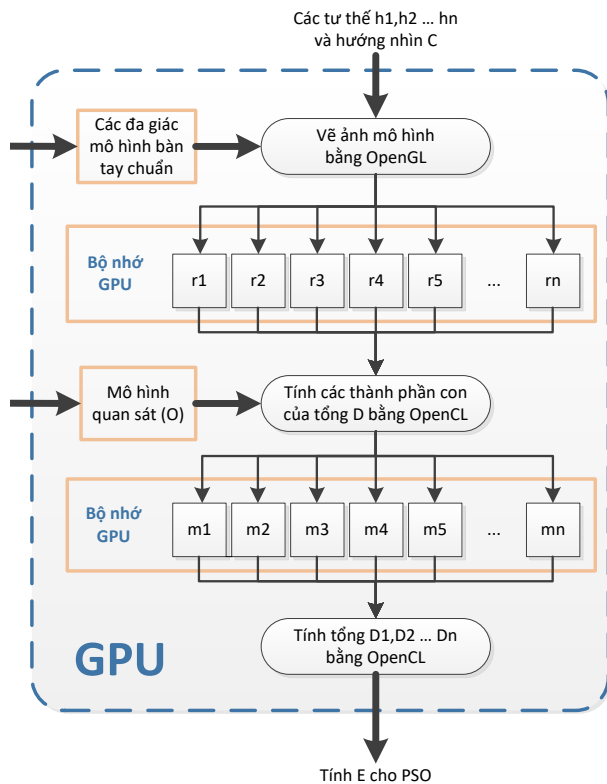 Các tư thế h1,h2 ... hn
và hướng nhìn C
Các đa giác
mô hình bàn
tay chuẩn
Vẽ ảnh mô hình
bằng OpenGL
Bộ nhớ
GPU
r1 r2 r3 r4 r5 ... rn
Mô hình
quan sát (O)
Tính các thành phần con
của tổng D bằng OpenCL
Bộ nhớ
GPU
m1 m2 m3 m4 m5 ... mn
Tính tổng D1,D2 ... Dn
bằng OpenCL
GPU
Tính E cho PSO